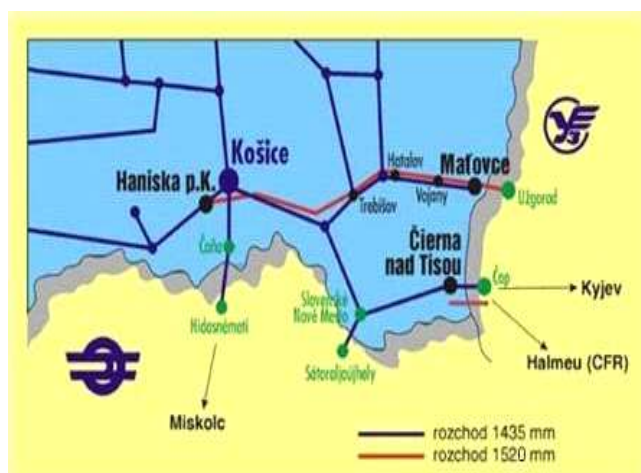 Košice
Haniska p.K.
Hatalov
Maťovce
Vojany
Užgorod
Trebišov
Čaňa
Čierna
nad Tisou
Čop
Kyjev
Slovenské
Nové Mesto
Hidasnémeti
Sátoraljaújhely
Halmeu (CFR)
Miskolc
rozchod 1435 mm
rozchod 1520 mm